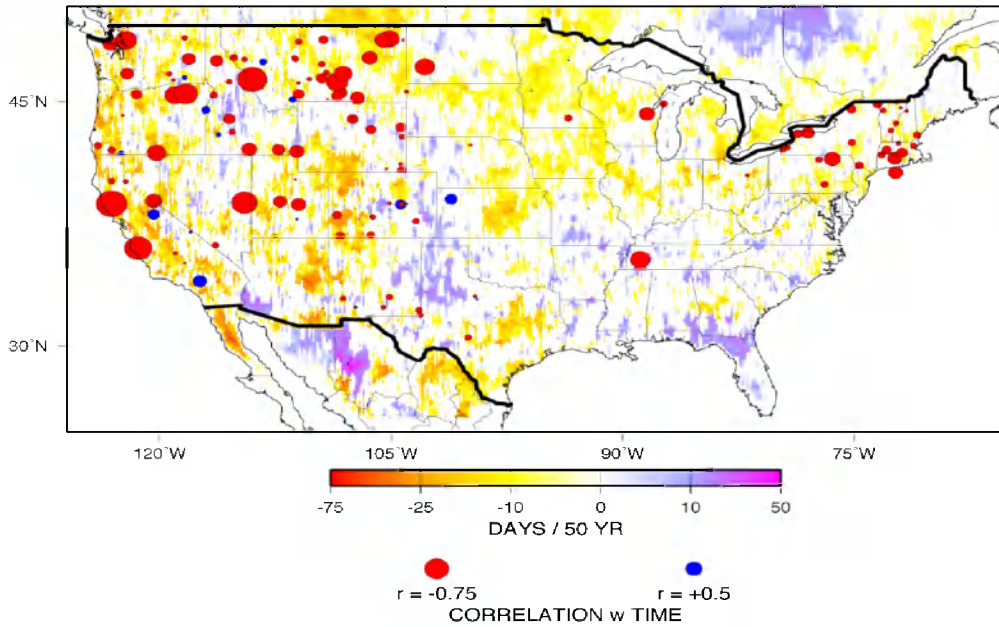 45°N
30°N
120°W 105°W 90°W 75°W
-75 -25 -10 0 10 50
DAYS / 50 YR
r = -0.75 r = +0.5
CORRELATION w TIME